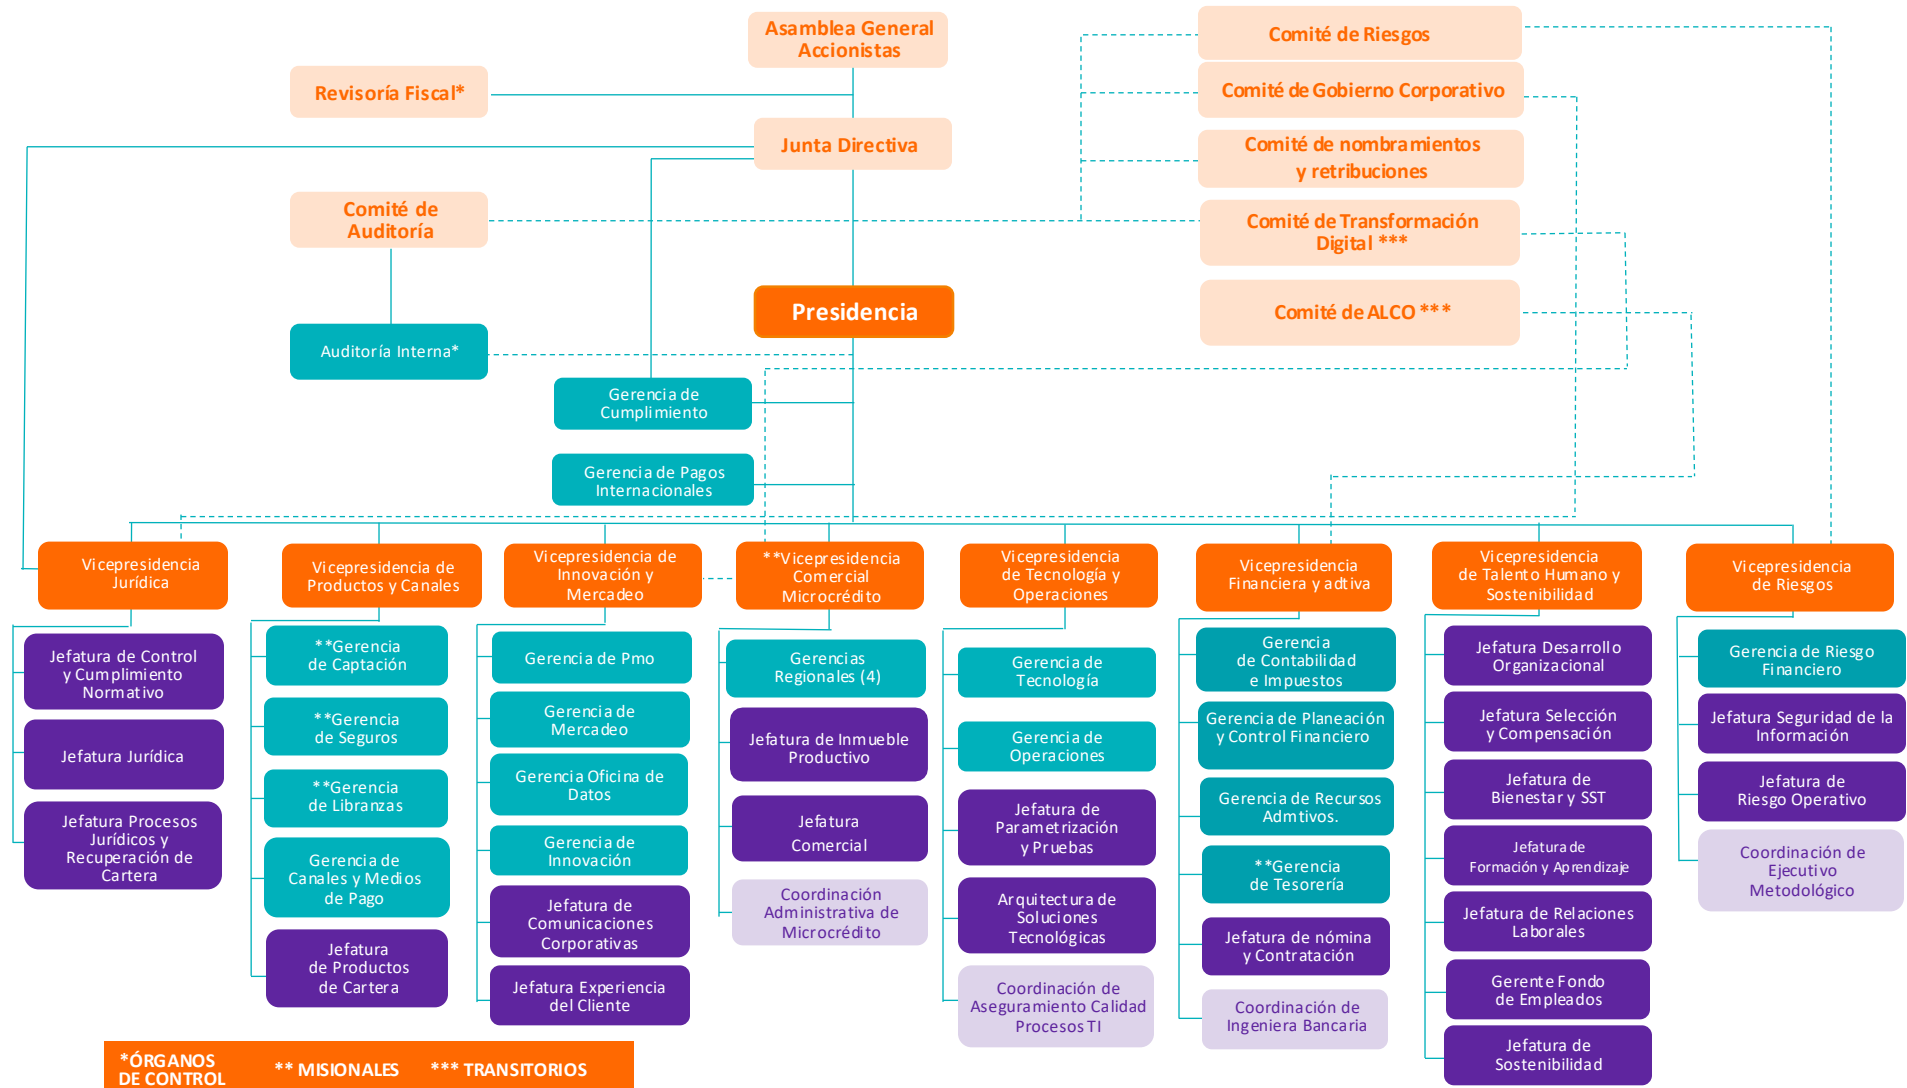 Asamblea General
Accionistas
Revisoría Fiscal*
Junta Directiva
Comité de
Auditoría
Auditoría Interna*
Comité de Riesgos
Comité de Gobierno Corporativo
Comité de nombramientos
y retribuciones
Comité de Transformación
Digital ***
Comité de ALCO ***
Presidencia
Gerencia de
Cumplimiento
Gerencia de Pagos
Internacionales
Vicepresidencia
Jurídica
Jefatura de Control
y Cumplimiento
Normativo
Jefatura Jurídica
Jefatura Procesos
Jurídicos y
Recuperación de
Cartera
Vicepresidencia de
Productos y Canales
**Gerencia
de Captación
**Gerencia
de Seguros
**Gerencia
de Libranzas
Gerencia de
Canales y Medios
de Pago
Jefatura
de Productos
de Cartera
Vicepresidencia de
Innovación y
Mercadeo
Gerencia de Pmo
Gerencia de
Mercadeo
Gerencia Oficina de
Datos
Gerencia de
Innovación
Jefatura de
Comunicaciones
Corporativas
Jefatura Experiencia
del Cliente
**Vicepresidencia
Comercial
Microcrédito
Gerencias
Regionales (4)
Jefatura de Inmueble
Productivo
Jefatura
Comercial
Coordinación
Administrativa de
Microcrédito
Vicepresidencia
de Tecnología y
Operaciones
Gerencia de
Tecnología
Gerencia de
Operaciones
Jefatura de
Parametrización
y Pruebas
Arquitectura de
Soluciones
Tecnológicas
Coordinación de
Aseguramiento Calidad
Procesos TI
Vicepresidencia
Financiera y adtiva
Gerencia
de Contabilidad
e Impuestos
Gerencia de Planeación
y Control Financiero
Gerencia de Recursos
Admtivos.
**Gerencia
de Tesorería
Jefatura de nómina
y Contratación
Coordinación de
Ingeniera Bancaria
Vicepresidencia
de Talento Humano y
Sostenibilidad
Jefatura Desarrollo
Organizacional
Jefatura Selección
y Compensación
Jefatura de
Bienestar y SST
Jefatura de
Formación y Aprendizaje
Jefatura de Relaciones
Laborales
Gerente Fondo
de Empleados
Jefatura de
Sostenibilidad
Vicepresidencia
de Riesgos
Gerencia de Riesgo
Financiero
Jefatura Seguridad de la
Información
Jefatura de
Riesgo Operativo
Coordinación de
Ejecutivo
Metodológico
*ÓRGANOS
DE CONTROL
** MISIONALES
*** TRANSITORIOS